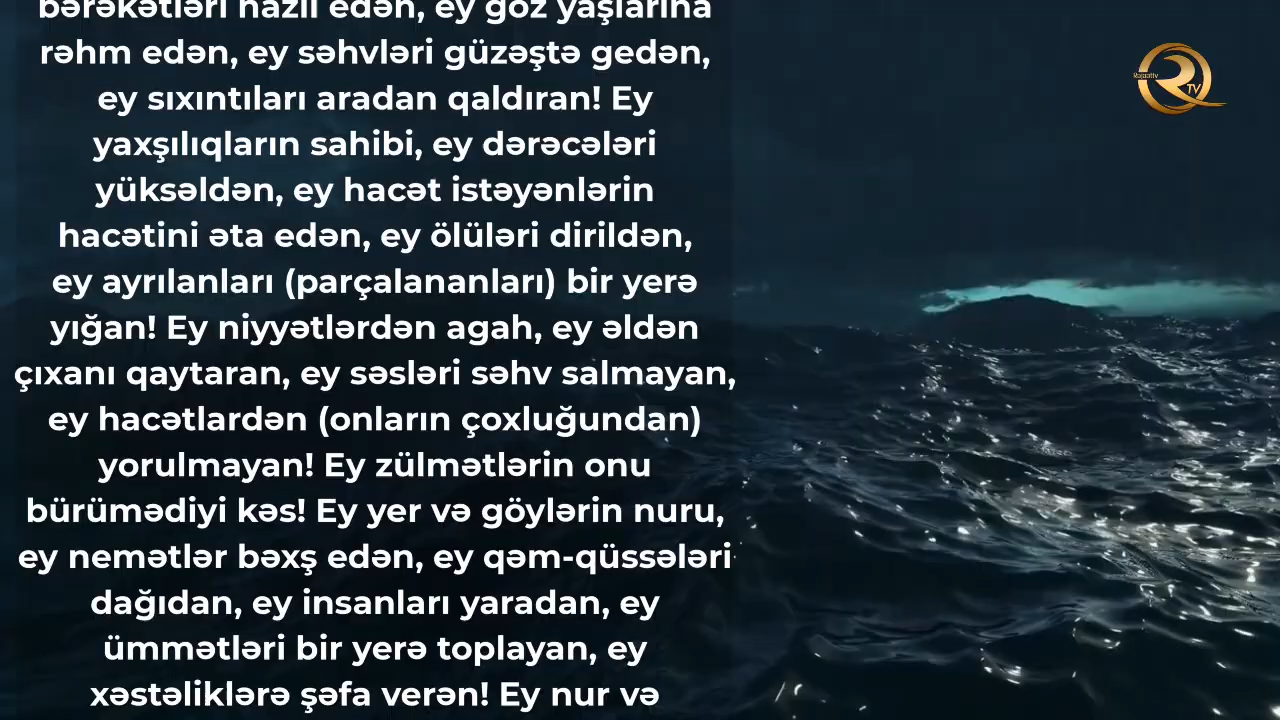 bərəkətləri nazil edən, ey göz yaşlarına
rəhm edən, ey səhvləri güzəştə gedən,
ey sıxıntıları aradan qaldıran! Ey
yaxşılıqların sahibi, ey dərəcələri
yüksəldən, ey hacət istəyənlərin
hacətini əta edən, ey ölüləri dirildən,
ey ayrılanları (parçalananları) bir yerə
yığan! Ey niyyətlərdən agah, ey əldən
çıxanı qaytaran, ey səsləri səhv salmayan,
ey hacətlardən (onların çoxluğundan)
yorulmayan! Ey zülmətlərin onu
bürümədiyi kəs! Ey yer və göylərin nuru,
ey nemətlər bəxş edən, ey qəm-qüssələri
dağıdan, ey insanları yaradan, ey
ümmətləri bir yerə toplayan, ey
xəstəliklərə şəfa verən! Ey nur və
TV